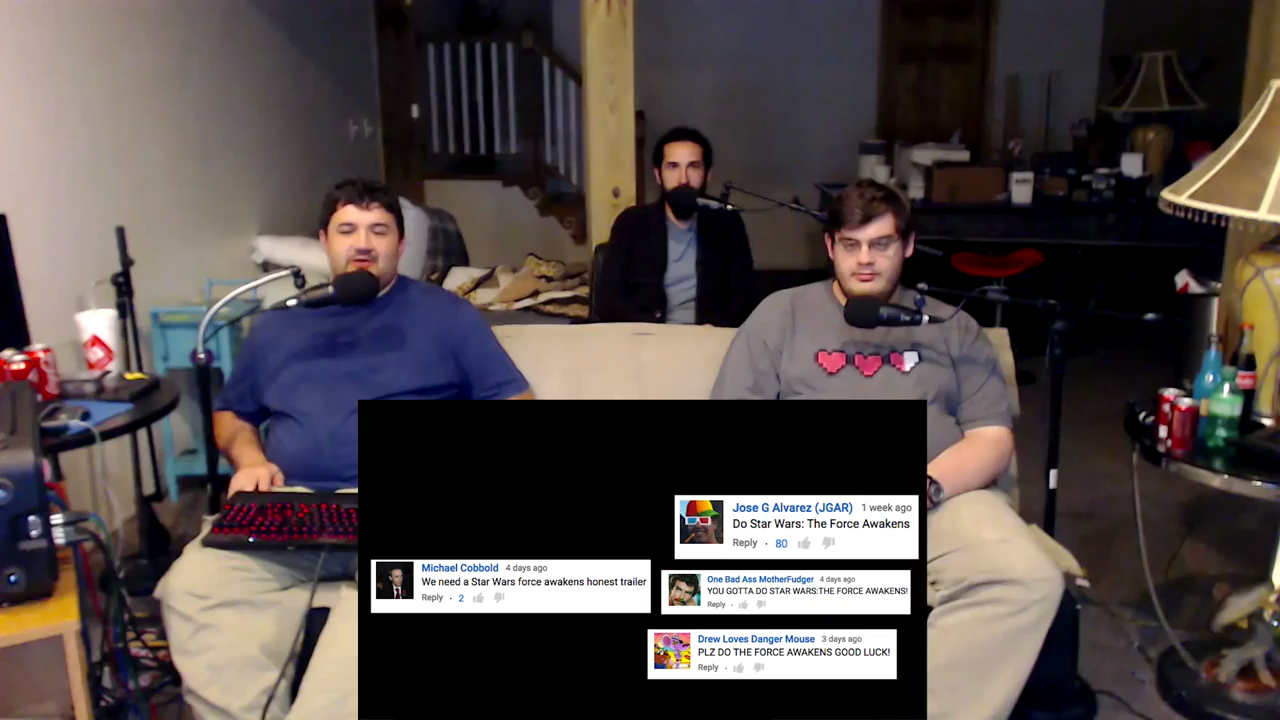 Jose G Alvarez (JGAR) 1 week ago
Do Star Wars: The Force Awakens
Reply · 80
Michael Cobbold 4 days ago
We need a Star Wars force awakens honest trailer
Reply · 2
One Bad Ass MotherFudger 4 days ago
YOU GOTTA DO STAR WARS:THE FORCE AWAKENS!
Reply ·
Drew Loves Danger Mouse 3 days ago
PLZ DO THE FORCE AWAKENS GOOD LUCK!
Reply ·